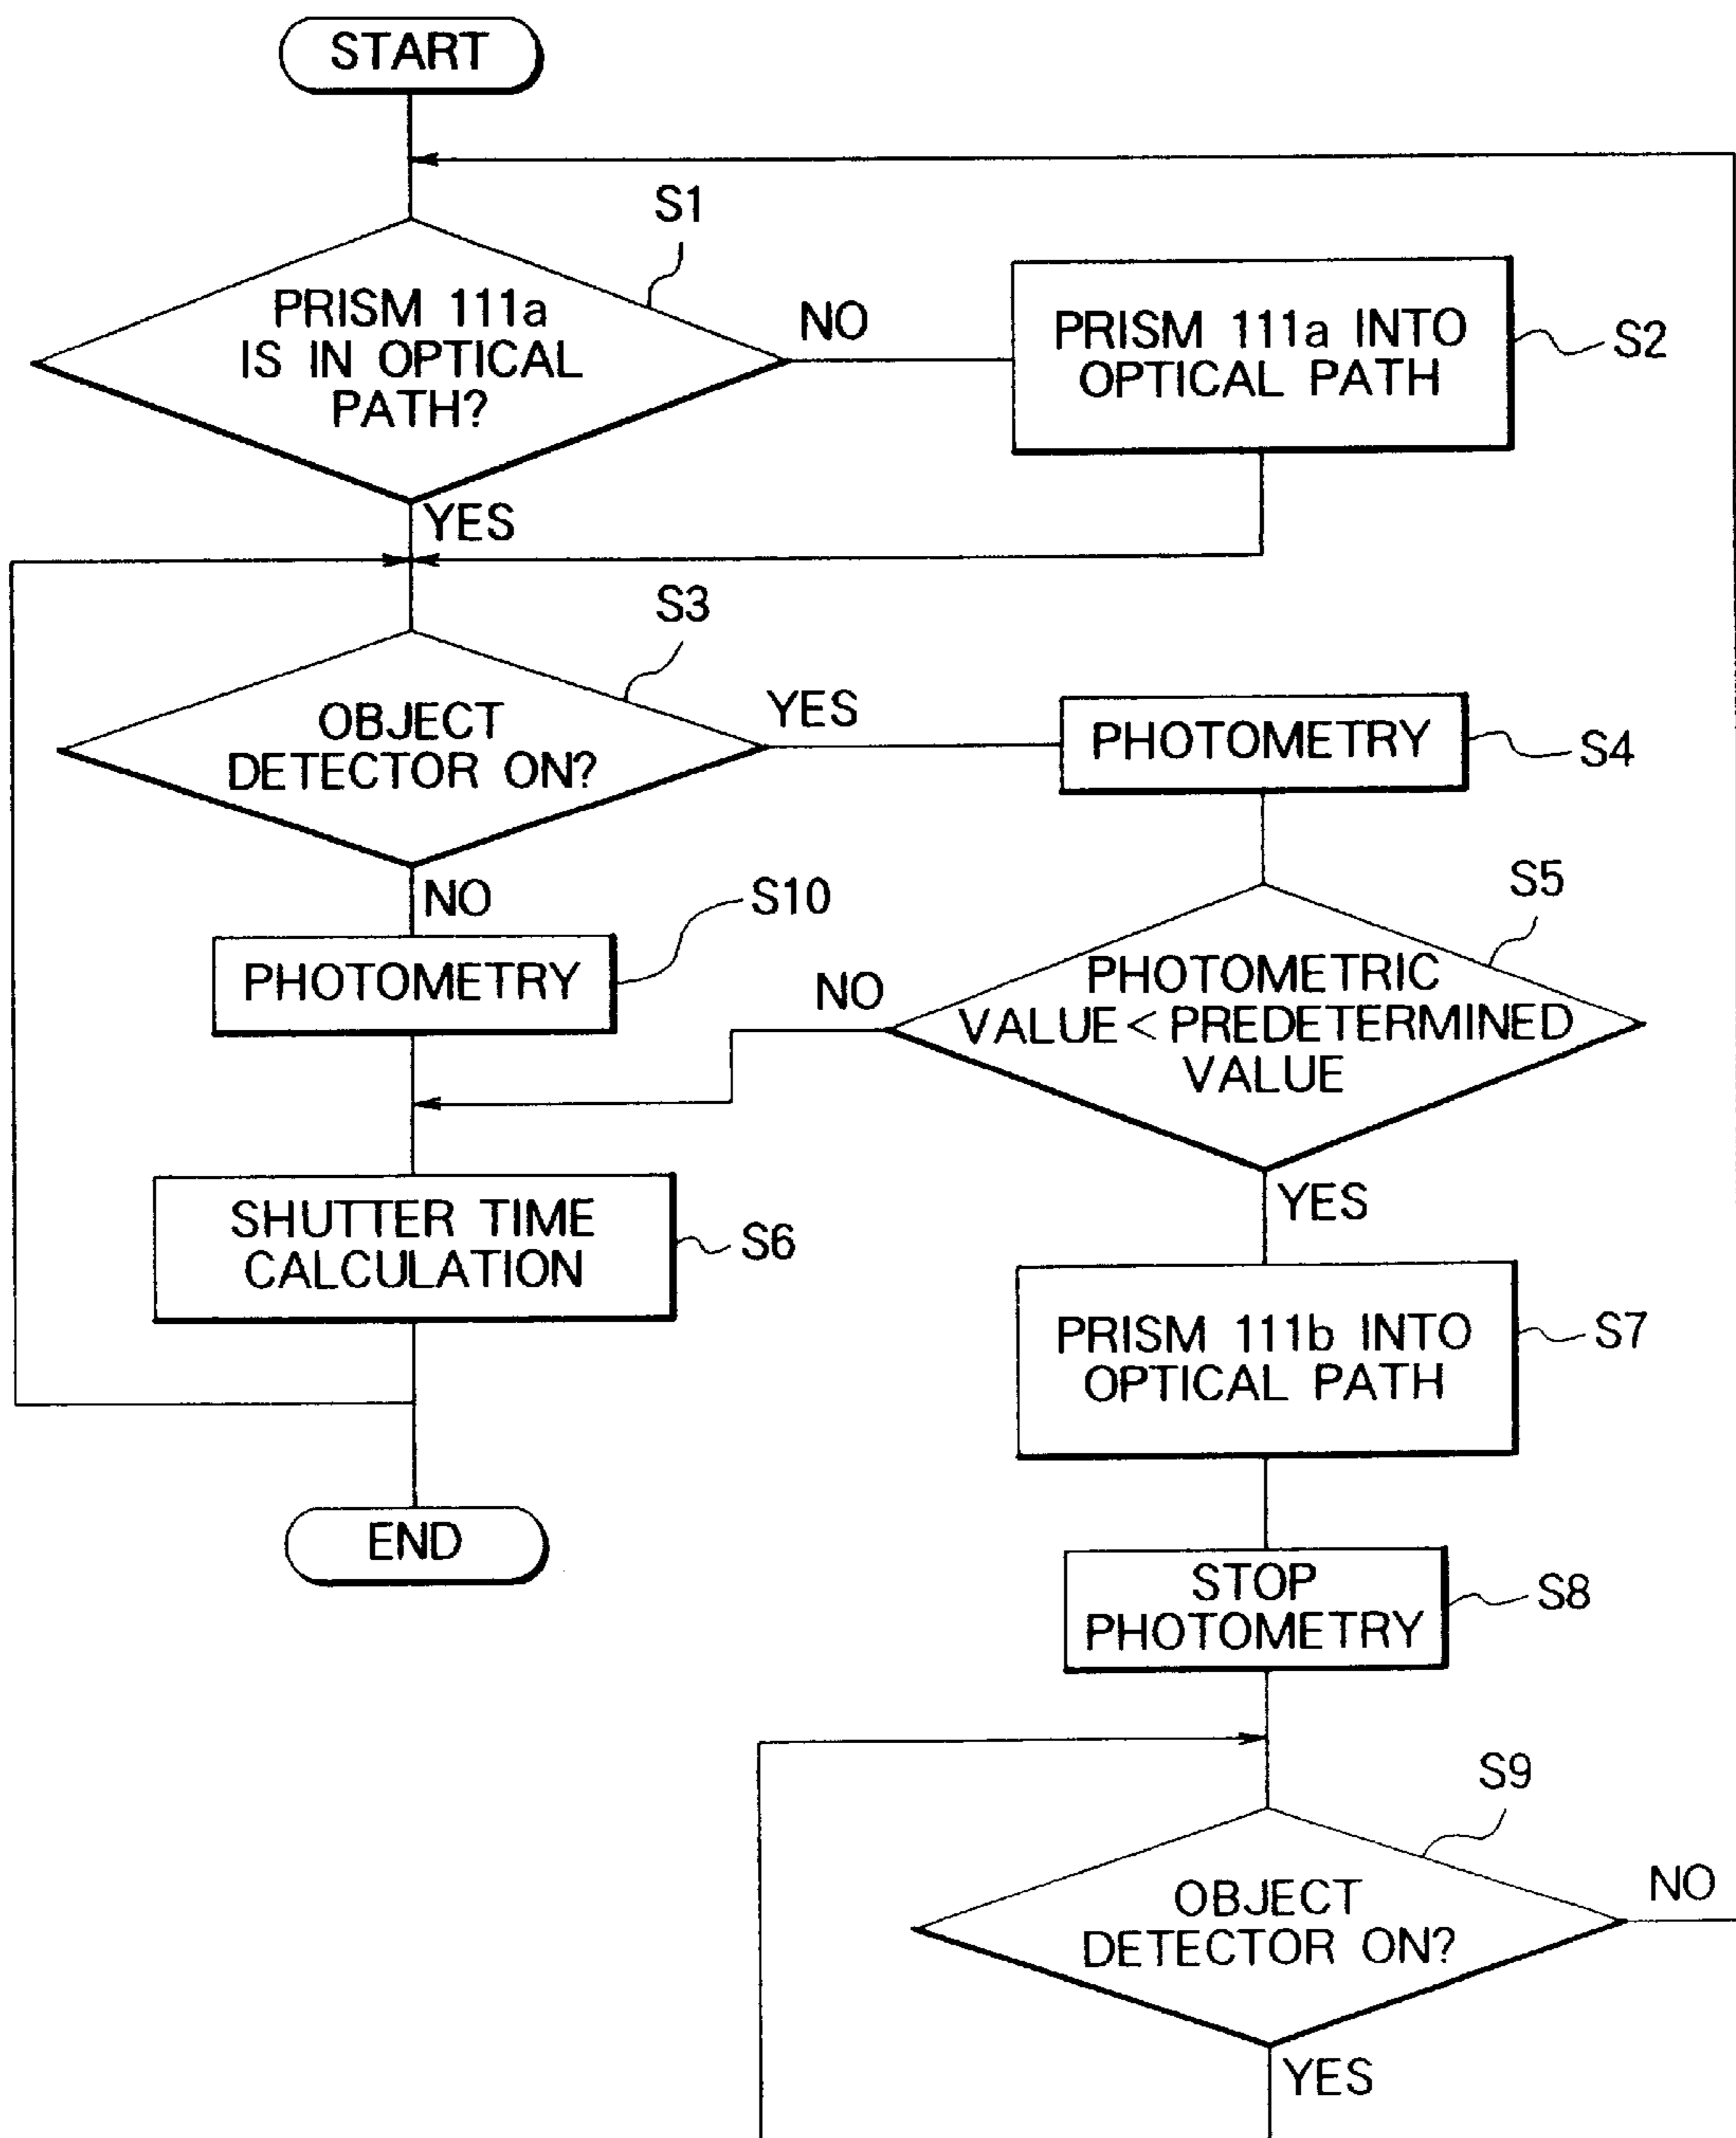 START
S1
PRISM 111a
IS IN OPTICAL
PATH?
NO
PRISM 111a INTO
OPTICAL PATH
S2
YES
S3
OBJECT
DETECTOR ON?
YES
PHOTOMETRY
S4
NO
S10
PHOTOMETRY
S5
NO
PHOTOMETRIC
VALUE < PREDETERMINED
VALUE
SHUTTER TIME
CALCULATION
S6
YES
PRISM 111b INTO
OPTICAL PATH
S7
END
STOP
PHOTOMETRY
S8
S9
OBJECT
DETECTOR ON?
NO
YES